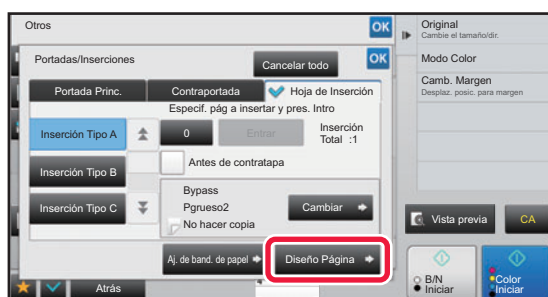 Otros
OK
Portadas/Inserciones
Cancelar todo
OK
Portada Princ.
Contraportada
Hoja de Inserción
Especif. pág a insertar y pres. Intro
Inserción Tipo A
0
Entrar
Inserción
Total :1
Antes de contratapa
Inserción Tipo B
Bypass
Pgrueso2
No hacer copia
Cambiar
Inserción Tipo C
Aj. de band. de papel
Diseño Página
Atrás
Original
Cambie el tamaño/dir.
Modo Color
Camb. Margen
Desplaz. posic. para margen
Vista previa
CA
B/N
Iniciar
Color
Iniciar